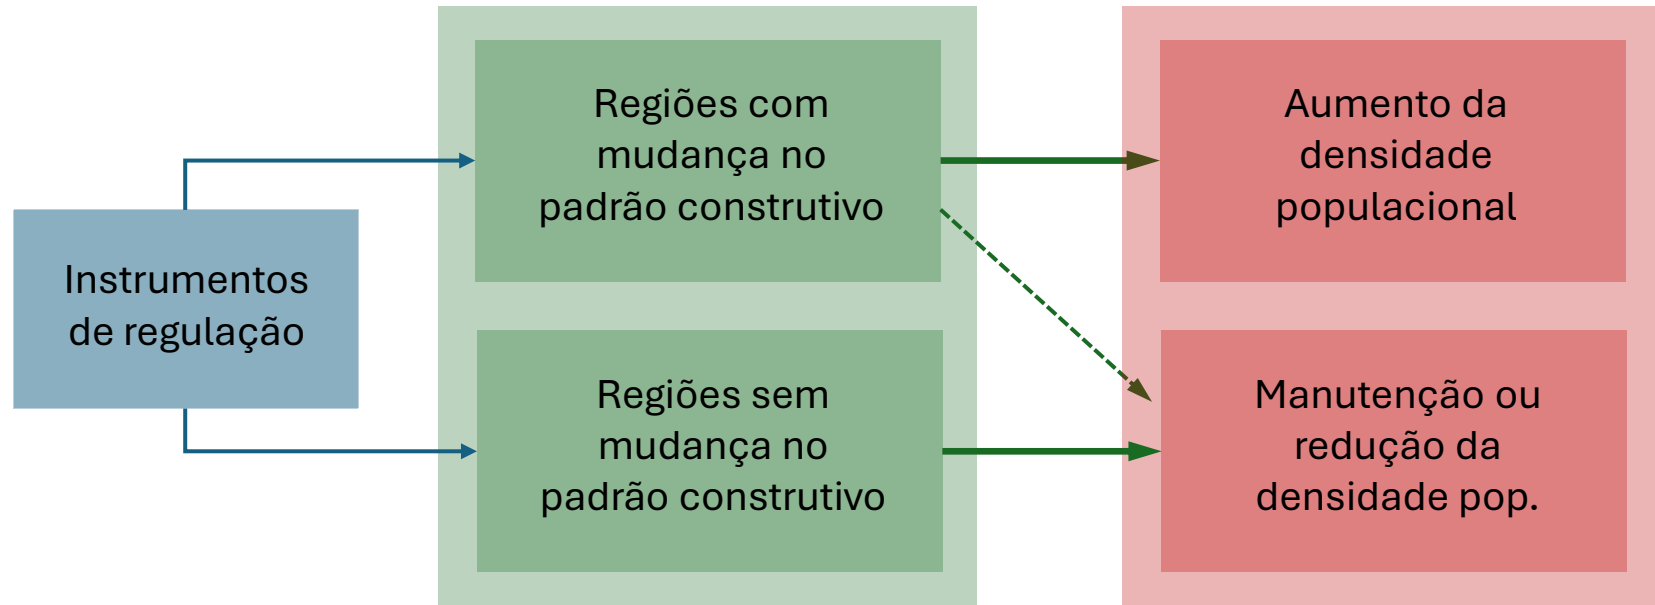 Instrumentos
de regulação
Regiões com
mudança no
padrão construtivo
Regiões sem
mudança no
padrão construtivo
Aumento da
densidade
populacional
Manutenção ou
redução da
densidade pop.